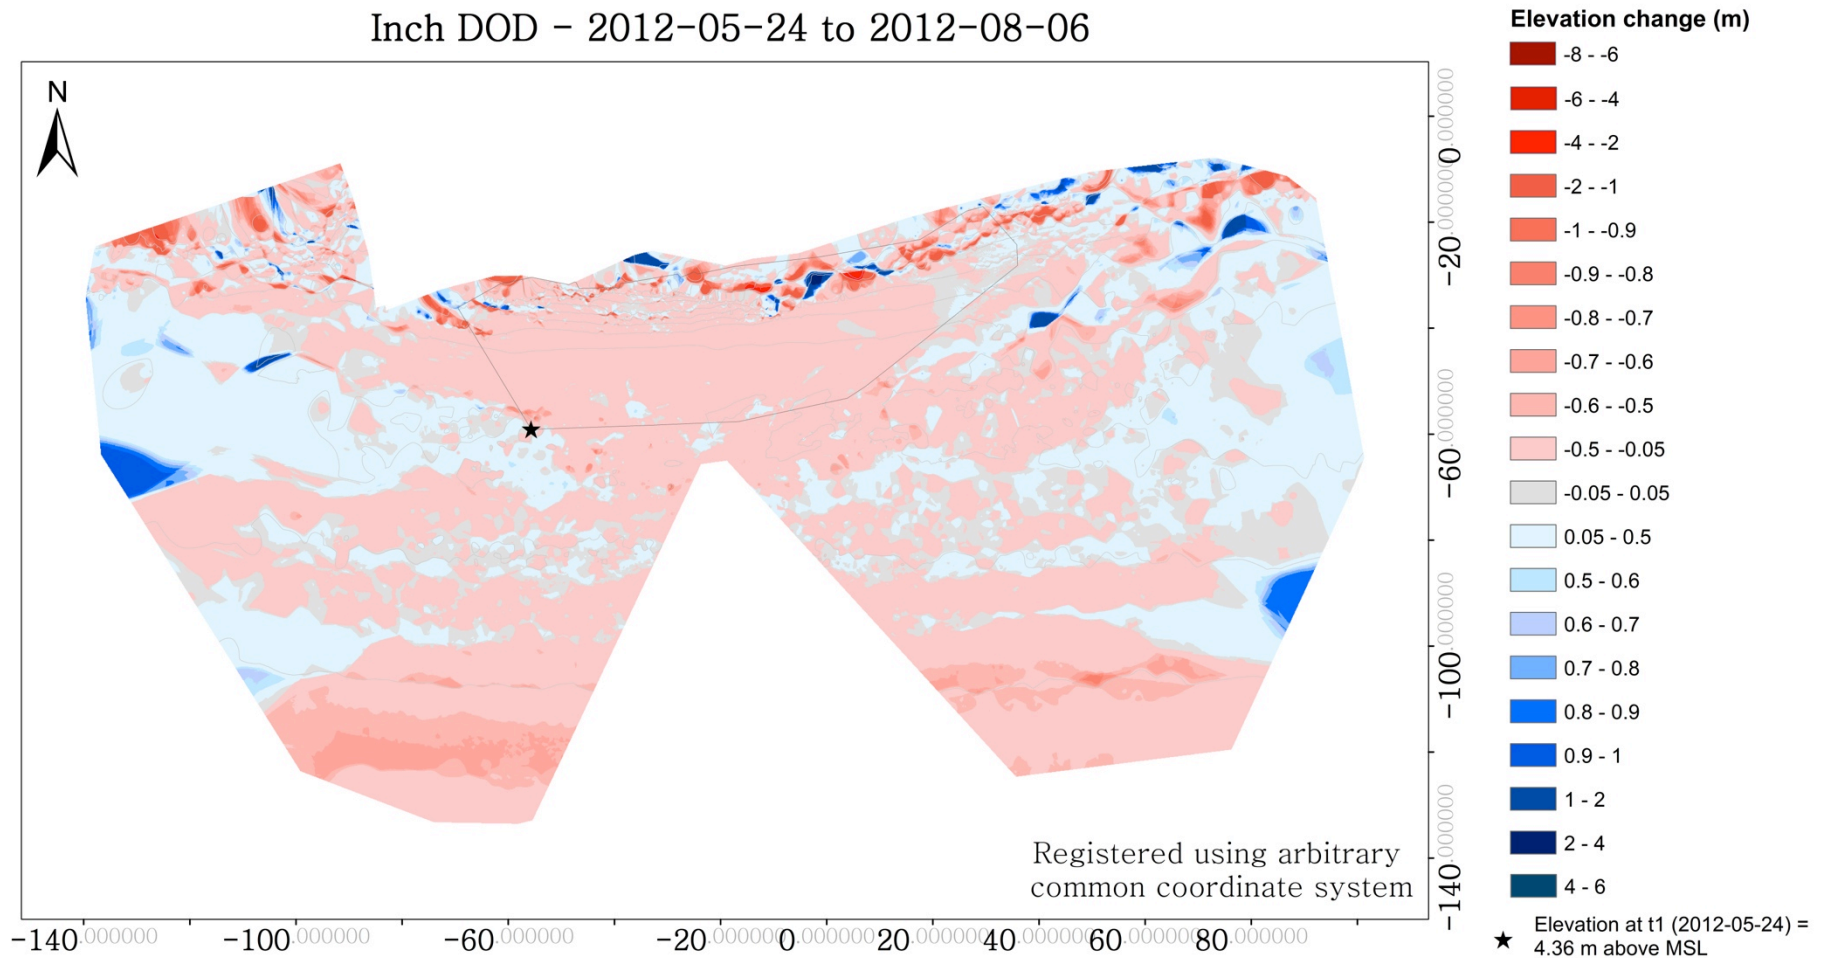 Inch DOD - 2012-05-24 to 2012-08-06
N
Elevation change (m)
-8 - -6
-6 - -4
-4 - -2
-2 - -1
-1 - -0.9
-0.9 - -0.8
-0.8 - -0.7
-0.7 - -0.6
-0.6 - -0.5
-0.5 - -0.05
-0.05 - 0.05
0.05 - 0.5
0.5 - 0.6
0.6 - 0.7
0.7 - 0.8
0.8 - 0.9
0.9 - 1
1 - 2
2 - 4
4 - 6
Elevation at t1 (2012-05-24) =
4.36 m above MSL
0.000000
-20.000000
-60.000000
-100.000000
-140.000000
Registered using arbitrary
common coordinate system
-140.000000 -100.000000 -60.000000 -20.000000 0.000000 20.000000 40.000000 60.000000 80.000000